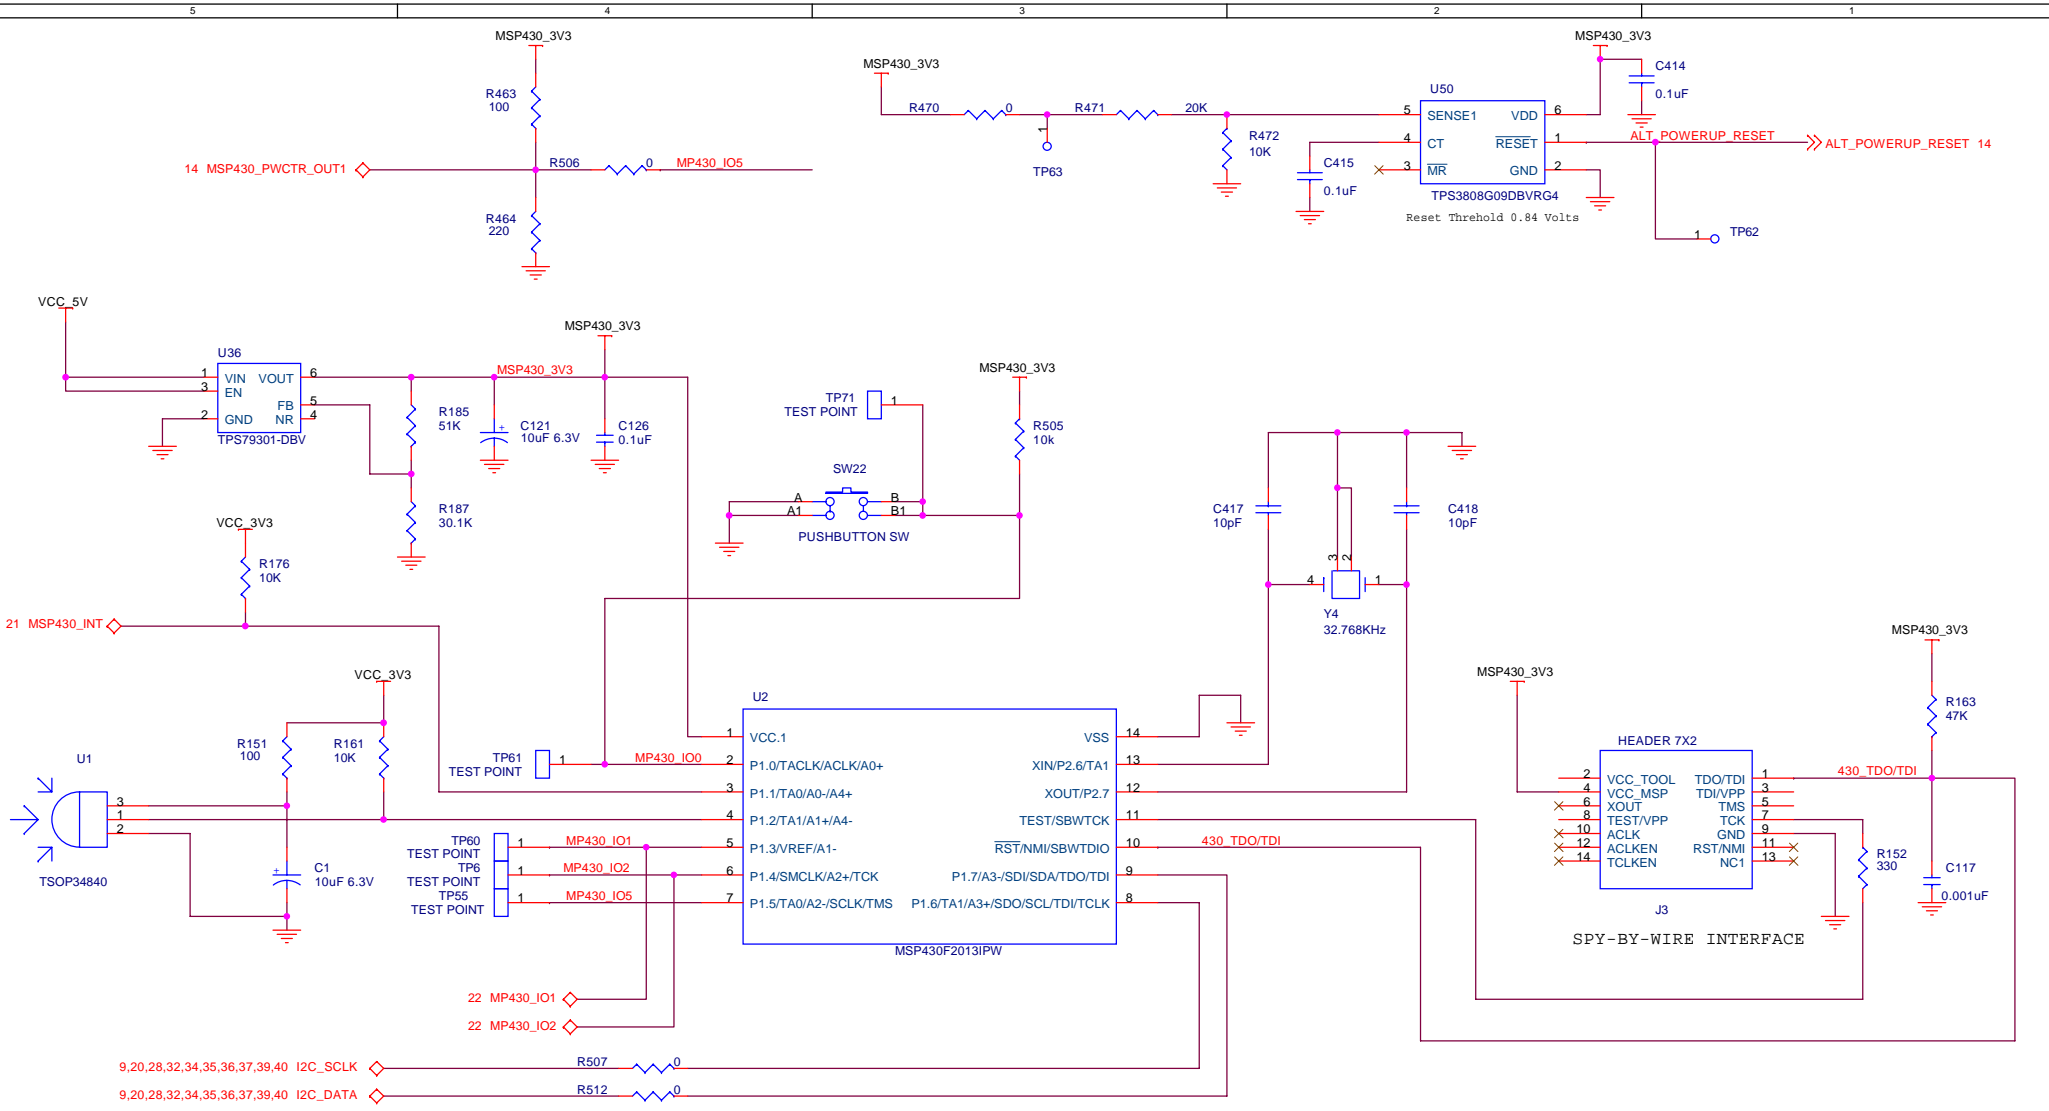 5 4 3 2 1
MSP430_3V3
R463
100
14 MSP430_PWCTR_OUT1
R506 0 MP430_IO5
R464
220
MSP430_3V3
R470 0 R471 20K
1
TP63
R472
10K
C415
0.1uF
MSP430_3V3
C414
0.1uF
U50
5 SENSE1 VDD 6
4 CT RESET 1
3 MR GND 2
TPS3808G09DBVRG4
Reset Threhold 0.84 Volts
ALT_POWERUP_RESET
ALT_POWERUP_RESET 14
1 TP62
VCC_5V
U36
1 VIN VOUT 6
3 EN
FB 5
2 GND NR 4
TPS79301-DBV
MSP430_3V3
MSP430_3V3
R185
51K
C121
10uF 6.3V
C126
0.1uF
R187
30.1K
TP71
TEST POINT
1
MSP430_3V3
R505
10k
SW22
A B
A1 B1
PUSHBUTTON SW
C417
10pF
C418
10pF
3 2
4 1
Y4
32.768KHz
VCC_3V3
R176
10K
21 MSP430_INT
VCC_3V3
R151
100
R161
10K
U1
3
1
2
TSOP34840
C1
10uF 6.3V
TP61
TEST POINT
1 MP430_IO0
TP60
TEST POINT
1 MP430_IO1
TP6
TEST POINT
1 MP430_IO2
TP55
TEST POINT
1 MP430_IO5
U2
1 VCC.1 VSS 14
2 P1.0/TACLK/ACLK/A0+ XIN/P2.6/TA1 13
3 P1.1/TA0/A0-/A4+ XOUT/P2.7 12
4 P1.2/TA1/A1+/A4- TEST/SBWTCK 11
5 P1.3/VREF/A1- RST/NMI/SBWTDIO 10
6 P1.4/SMCLK/A2+/TCK P1.7/A3-/SDI/SDA/TDO/TDI 9
7 P1.5/TA0/A2-/SCLK/TMS P1.6/TA1/A3+/SDO/SCL/TDI/TCLK 8
MSP430F2013IPW
430_TDO/TDI
MSP430_3V3
MSP430_3V3
R163
47K
HEADER 7X2
2 VCC_TOOL TDO/TDI 1
4 VCC_MSP TDI/VPP 3
6 XOUT TMS 5
8 TEST/VPP TCK 7
10 ACLK GND 9
12 ACLKEN RST/NMI 11
14 TCLKEN NC1 13
J3
430_TDO/TDI
R152
330
C117
0.001uF
SPY-BY-WIRE INTERFACE
22 MP430_IO1
22 MP430_IO2
9,20,28,32,34,35,36,37,39,40 I2C_SCLK
R507 0
9,20,28,32,34,35,36,37,39,40 I2C_DATA
R512 0